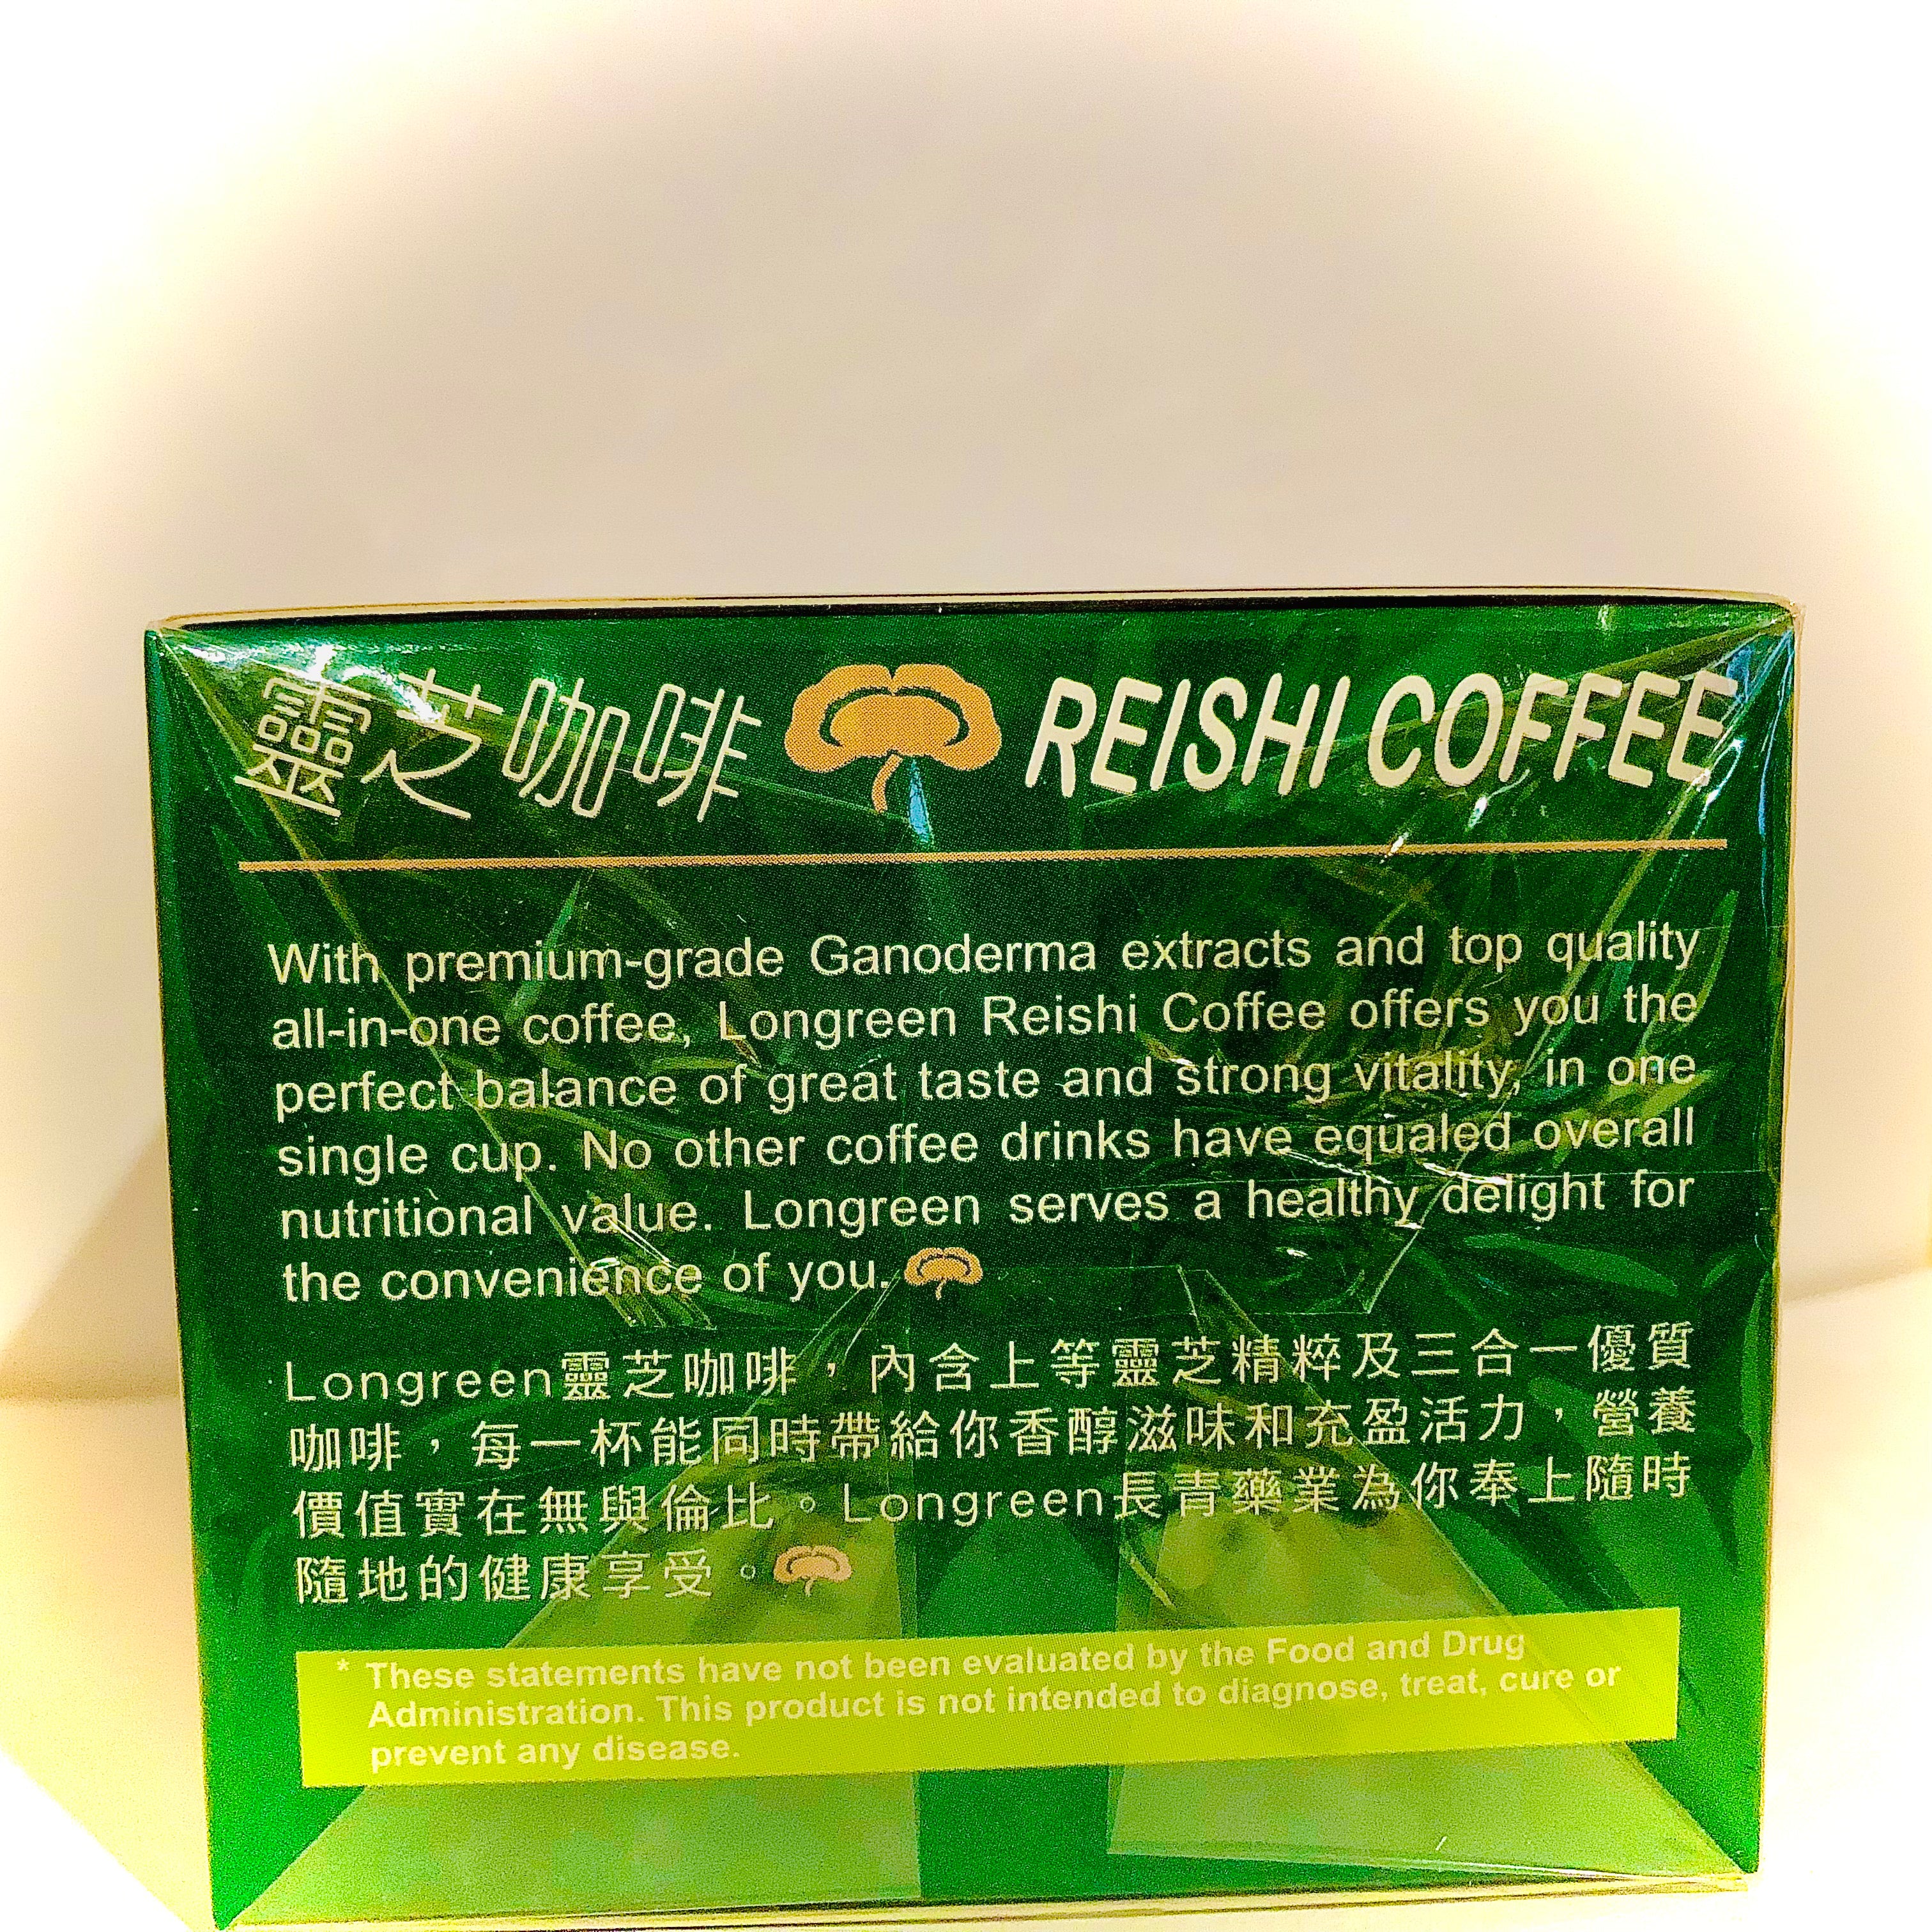 靈芝咖啡 REISHI COFFEE
With premium-grade Ganoderma extracts and top quality
all-in-one coffee, Longreen Reishi Coffee offers you the
perfect balance of great taste and strong vitality, in one
single cup. No other coffee drinks have equaled overall
nutritional value. Longreen serves a healthy delight for
the convenience of you.
Longreen靈芝咖啡，內含上等靈芝精粹及三合一優質
咖啡，每一杯能同時帶給你香醇滋味和充盈活力，營養
價值實在無與倫比。Longreen長青藥業為你奉上隨時
隨地的健康享受。
* These statements have not been evaluated by the Food and Drug
Administration. This product is not intended to diagnose, treat, cure or
prevent any disease.